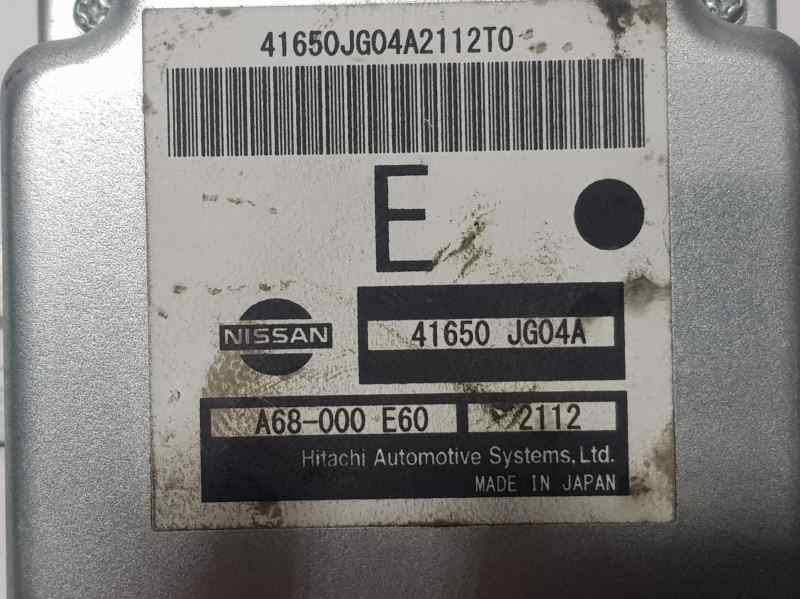 41650JG04A2112T0
E
NISSAN
41650 JG04A
A68-000 E60 2112
Hitachi Automotive Systems, Ltd.
MADE IN JAPAN